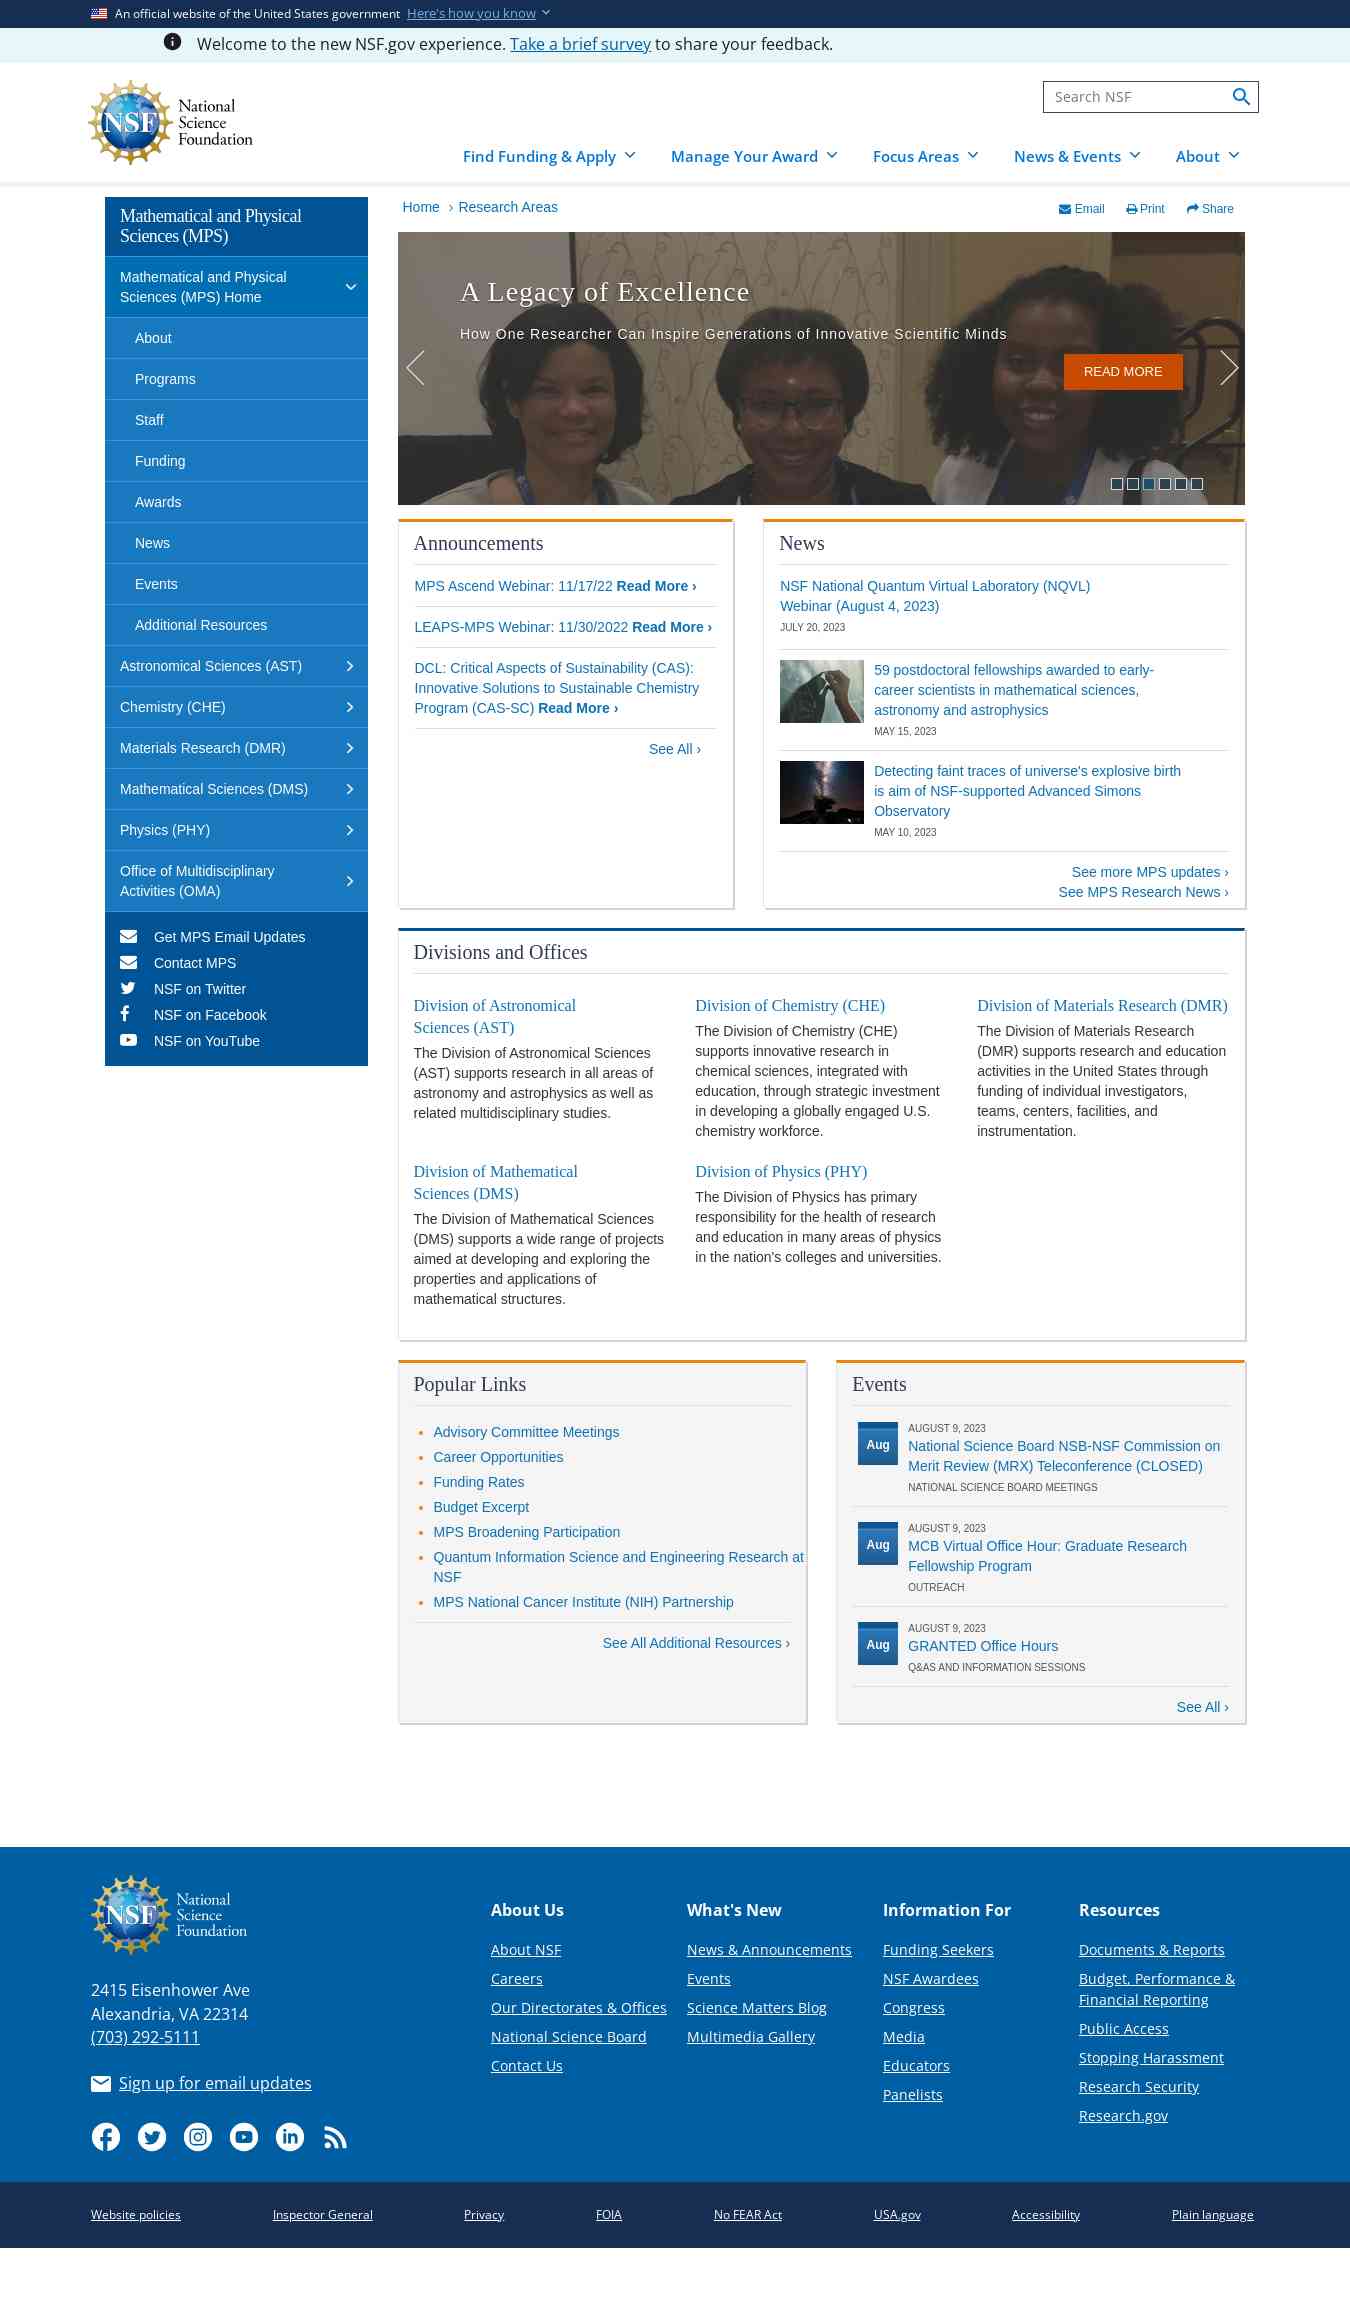 An official website of the United States government Here's how you know
Welcome to the new NSF.gov experience. Take a brief survey to share your feedback.
NSF
National
Science
Foundation
Search NSF
Find Funding & Apply
Manage Your Award
Focus Areas
News & Events
About
Mathematical and Physical
Sciences (MPS)
Mathematical and Physical
Sciences (MPS) Home
About
Programs
Staff
Funding
Awards
News
Events
Additional Resources
Astronomical Sciences (AST)
Chemistry (CHE)
Materials Research (DMR)
Mathematical Sciences (DMS)
Physics (PHY)
Office of Multidisciplinary
Activities (OMA)
Get MPS Email Updates
Contact MPS
NSF on Twitter
NSF on Facebook
NSF on YouTube
Home › Research Areas
Email
Print
Share
A Legacy of Excellence
How One Researcher Can Inspire Generations of Innovative Scientific Minds
READ MORE
Announcements
MPS Ascend Webinar: 11/17/22 Read More ›
LEAPS-MPS Webinar: 11/30/2022 Read More ›
DCL: Critical Aspects of Sustainability (CAS):
Innovative Solutions to Sustainable Chemistry
Program (CAS-SC) Read More ›
See All ›
News
NSF National Quantum Virtual Laboratory (NQVL)
Webinar (August 4, 2023)
JULY 20, 2023
59 postdoctoral fellowships awarded to early-
career scientists in mathematical sciences,
astronomy and astrophysics
MAY 15, 2023
Detecting faint traces of universe's explosive birth
is aim of NSF-supported Advanced Simons
Observatory
MAY 10, 2023
See more MPS updates ›
See MPS Research News ›
Divisions and Offices
Division of Astronomical
Sciences (AST)
The Division of Astronomical Sciences
(AST) supports research in all areas of
astronomy and astrophysics as well as
related multidisciplinary studies.
Division of Chemistry (CHE)
The Division of Chemistry (CHE)
supports innovative research in
chemical sciences, integrated with
education, through strategic investment
in developing a globally engaged U.S.
chemistry workforce.
Division of Materials Research (DMR)
The Division of Materials Research
(DMR) supports research and education
activities in the United States through
funding of individual investigators,
teams, centers, facilities, and
instrumentation.
Division of Mathematical
Sciences (DMS)
The Division of Mathematical Sciences
(DMS) supports a wide range of projects
aimed at developing and exploring the
properties and applications of
mathematical structures.
Division of Physics (PHY)
The Division of Physics has primary
responsibility for the health of research
and education in many areas of physics
in the nation's colleges and universities.
Popular Links
Advisory Committee Meetings
Career Opportunities
Funding Rates
Budget Excerpt
MPS Broadening Participation
Quantum Information Science and Engineering Research at
NSF
MPS National Cancer Institute (NIH) Partnership
See All Additional Resources ›
Events
Aug
AUGUST 9, 2023
National Science Board NSB-NSF Commission on
Merit Review (MRX) Teleconference (CLOSED)
NATIONAL SCIENCE BOARD MEETINGS
Aug
AUGUST 9, 2023
MCB Virtual Office Hour: Graduate Research
Fellowship Program
OUTREACH
Aug
AUGUST 9, 2023
GRANTED Office Hours
Q&AS AND INFORMATION SESSIONS
See All ›
NSF
National
Science
Foundation
2415 Eisenhower Ave
Alexandria, VA 22314
(703) 292-5111
Sign up for email updates
About Us
About NSF
Careers
Our Directorates & Offices
National Science Board
Contact Us
What's New
News & Announcements
Events
Science Matters Blog
Multimedia Gallery
Information For
Funding Seekers
NSF Awardees
Congress
Media
Educators
Panelists
Resources
Documents & Reports
Budget, Performance &
Financial Reporting
Public Access
Stopping Harassment
Research Security
Research.gov
Website policies
Inspector General
Privacy
FOIA
No FEAR Act
USA.gov
Accessibility
Plain language